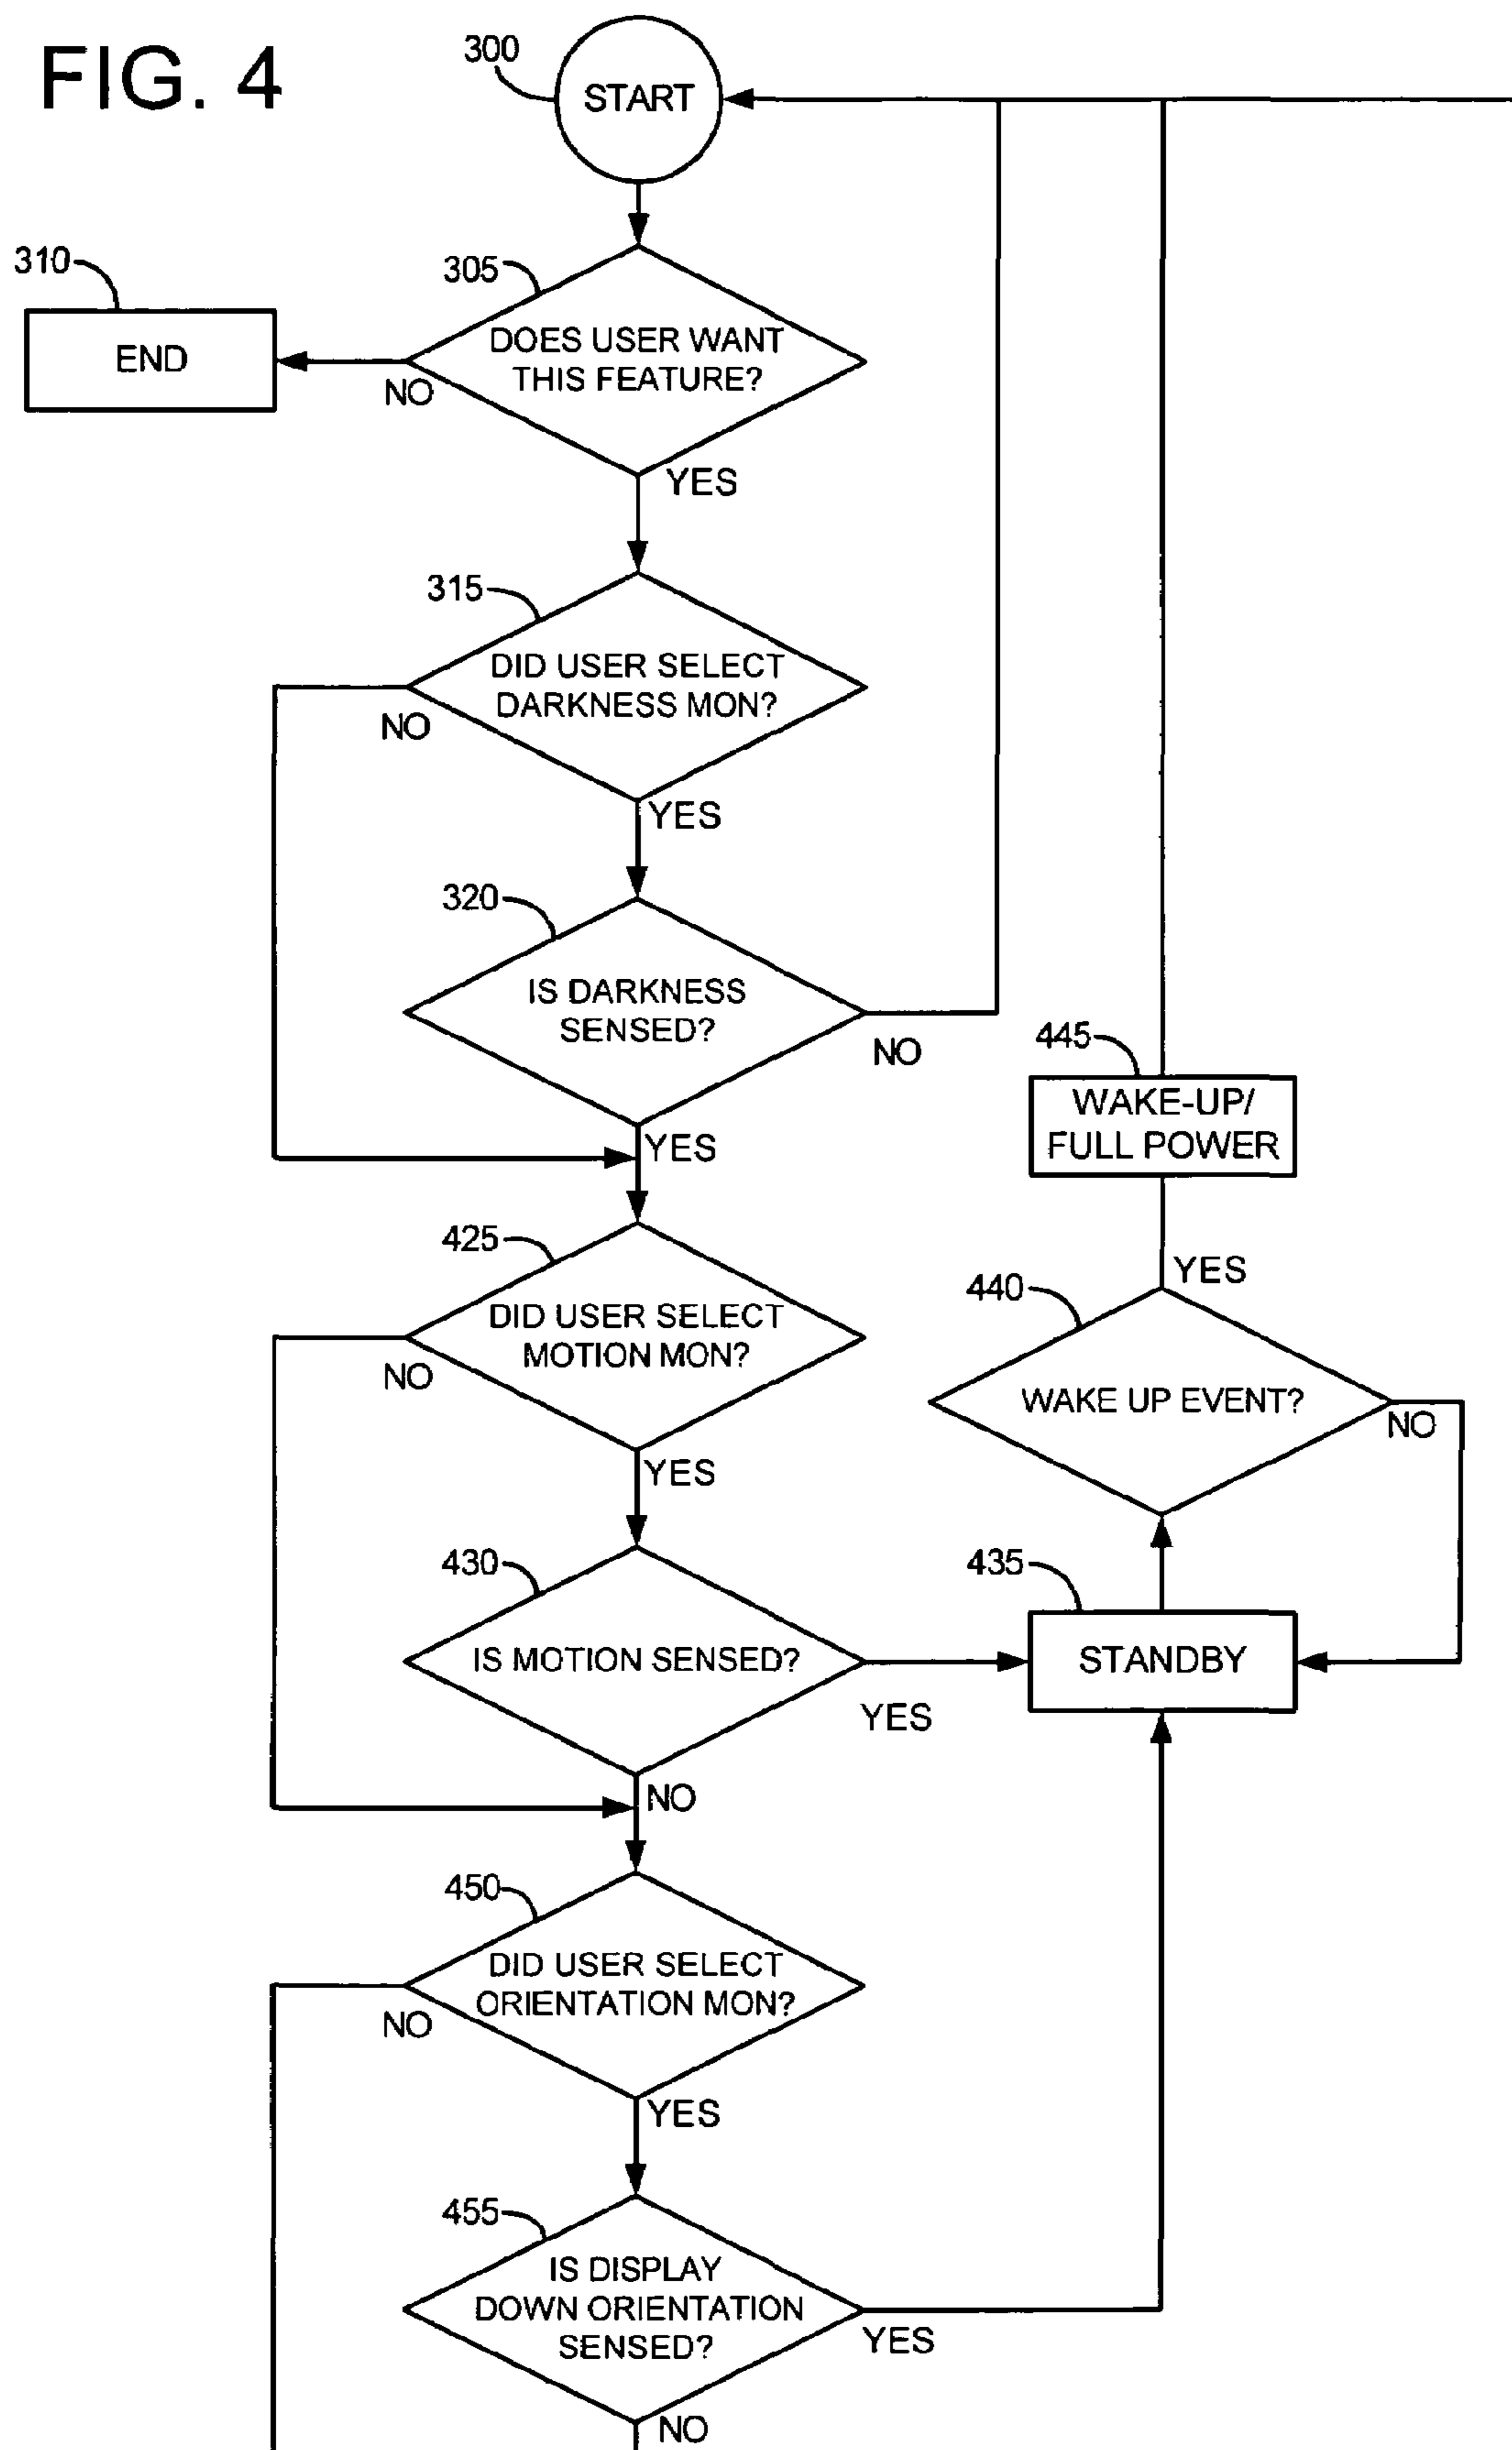 FIG. 4
300
START
310
END
305
DOES USER WANT
THIS FEATURE?
NO
YES
315
DID USER SELECT
DARKNESS MON?
NO
YES
320
IS DARKNESS
SENSED?
NO
YES
445
WAKE-UP/
FULL POWER
425
DID USER SELECT
MOTION MON?
NO
YES
440
YES
WAKE UP EVENT?
NO
430
IS MOTION SENSED?
YES
NO
435
STANDBY
450
DID USER SELECT
ORIENTATION MON?
NO
YES
455
IS DISPLAY
DOWN ORIENTATION
SENSED?
YES
NO